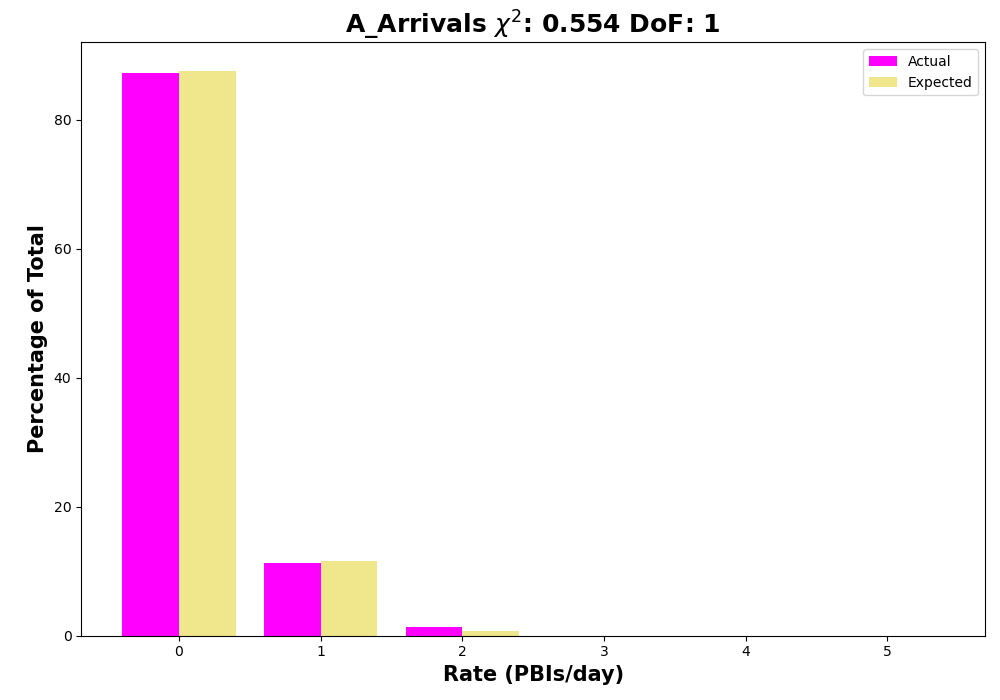 A_Arrivals χ²: 0.554 DoF: 1
Actual
Expected
Percentage of Total
80
60
40
20
0
0 1 2 3 4 5
Rate (PBIs/day)